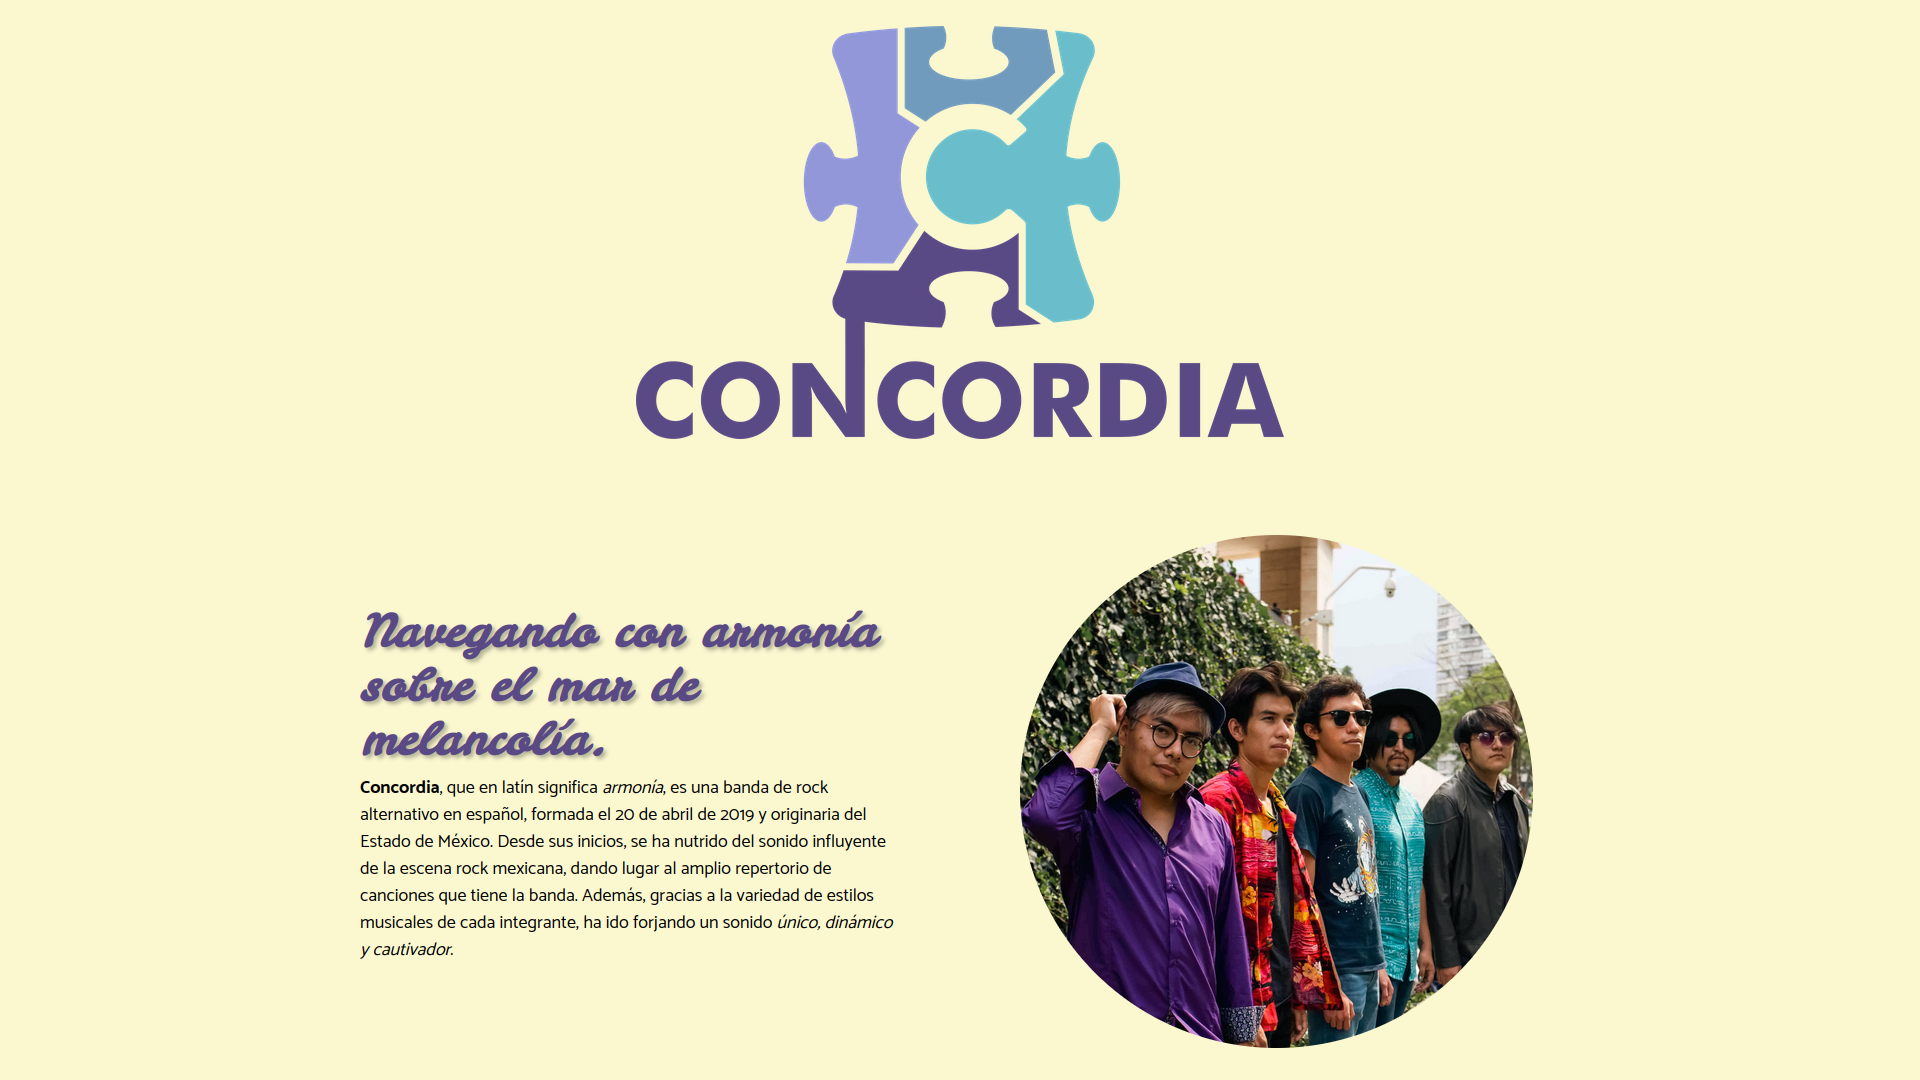 CONCORDIA
Navegando con armonía
sobre el mar de
melancolía.
Concordia, que en latín significa armonía, es una banda de rock
alternativo en español, formada el 20 de abril de 2019 y originaria del
Estado de México. Desde sus inicios, se ha nutrido del sonido influyente
de la escena rock mexicana, dando lugar al amplio repertorio de
canciones que tiene la banda. Además, gracias a la variedad de estilos
musicales de cada integrante, ha ido forjando un sonido único, dinámico
y cautivador.